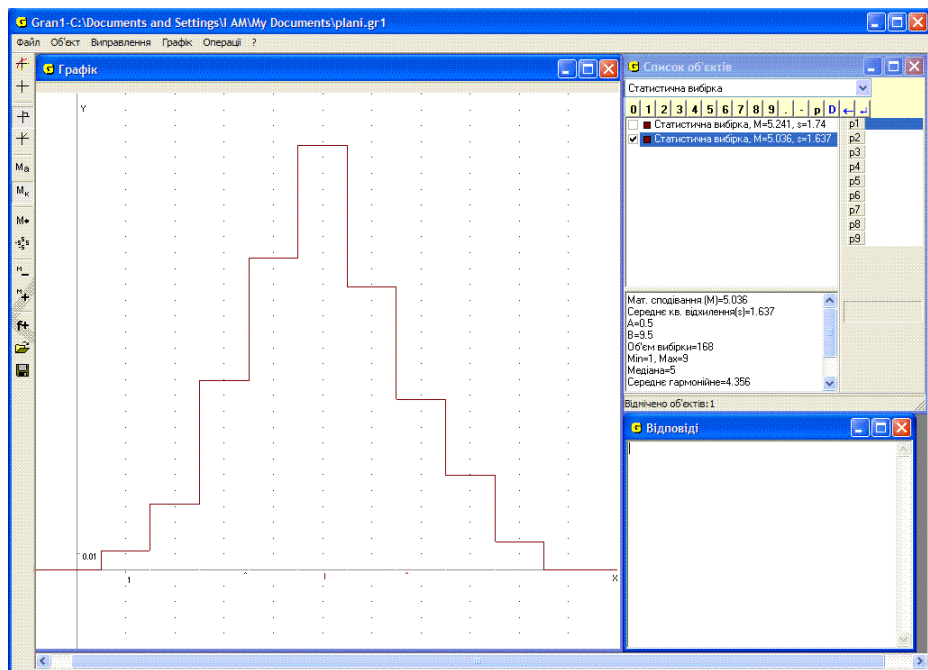 Gran1-C:\Documents and Settings\I AM\My Documents\plani.gr1
Файл Об'єкт Виправлення Графік Операції ?
Графік
Y
0.01
1
X
Список об'єктів
Статистична вибірка
0 1 2 3 4 5 6 7 8 9 . - p D
Статистична вибірка, M=5.241, s=1.74
Статистична вибірка, M=5.036, s=1.637
p1
p2
p3
p4
p5
p6
p7
p8
p9
Мат. сподівання (M)=5.036
Середнє кв. відхилення(s)=1.637
A=0.5
B=9.5
Об'єм вибірки=168
Min=1, Max=9
Медіана=5
Середнє гармонійне=4.356
Відмічено об'єктів:1
Відповіді